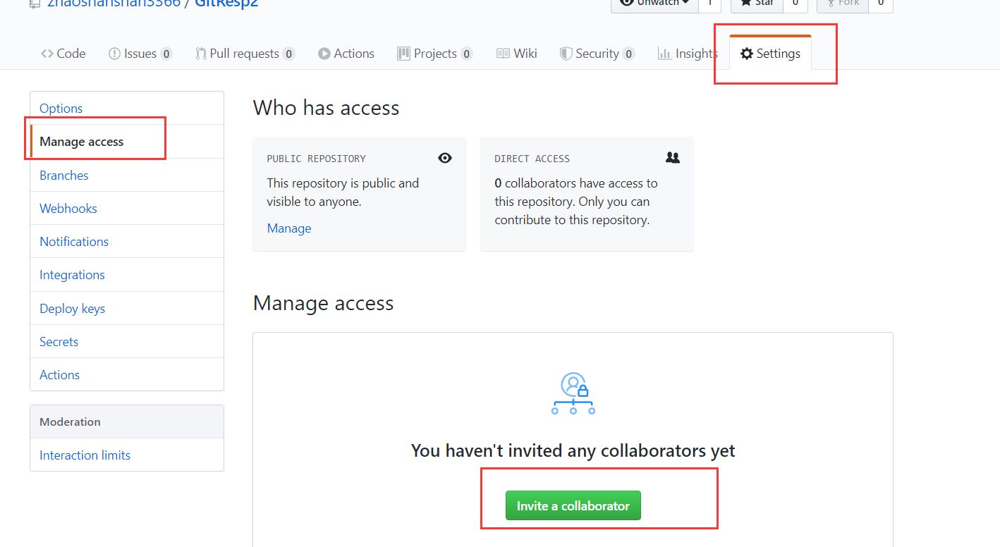 zhaoshanshan3366 / GitResp2
Unwatch 1 Star 0 Fork 0
Code Issues 0 Pull requests 0 Actions Projects 0 Wiki Security 0 Insights Settings
Options
Manage access
Branches
Webhooks
Notifications
Integrations
Deploy keys
Secrets
Actions
Moderation
Interaction limits
Who has access
PUBLIC REPOSITORY
This repository is public and
visible to anyone.
Manage
DIRECT ACCESS
0 collaborators have access to
this repository. Only you can
contribute to this repository.
Manage access
You haven't invited any collaborators yet
Invite a collaborator